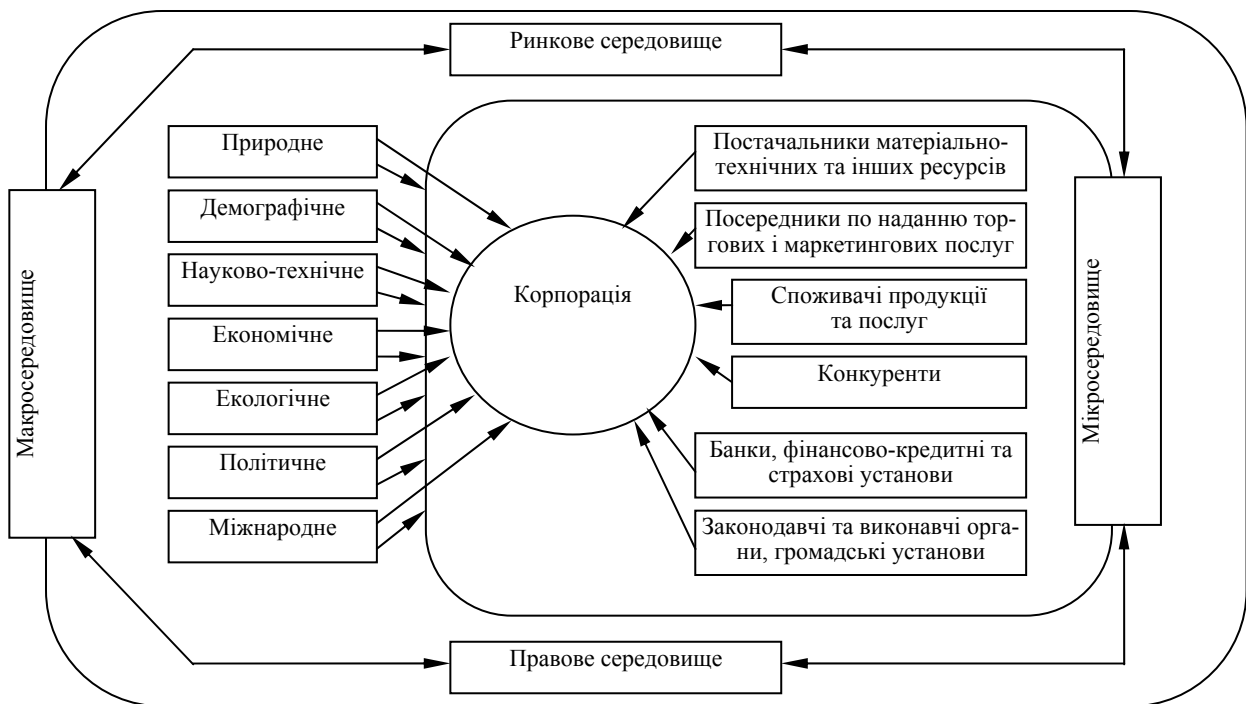 Ринкове середовище
Макросередовище
Природне
Демографічне
Науково-технічне
Економічне
Екологічне
Політичне
Міжнародне
Корпорація
Постачальники матеріально-
технічних та інших ресурсів
Посередники по наданню тор-
гових і маркетингових послуг
Споживачі продукції
та послуг
Конкуренти
Банки, фінансово-кредитні та
страхові установи
Законодавчі та виконавчі орга-
ни, громадські установи
Мікросередовище
Правове середовище